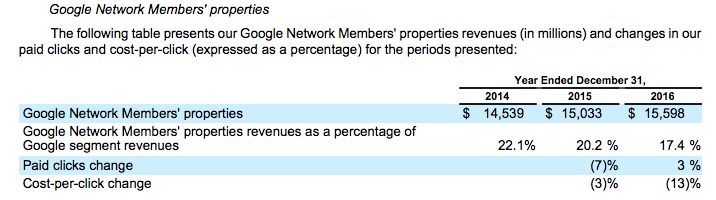 Google Network Members' properties
The following table presents our Google Network Members' properties revenues (in millions) and changes in our
paid clicks and cost-per-click (expressed as a percentage) for the periods presented:
Year Ended December 31,
2014 2015 2016
Google Network Members' properties $ 14,539 $ 15,033 $ 15,598
Google Network Members' properties revenues as a percentage of
Google segment revenues 22.1% 20.2 % 17.4 %
Paid clicks change (7)% 3 %
Cost-per-click change (3)% (13)%